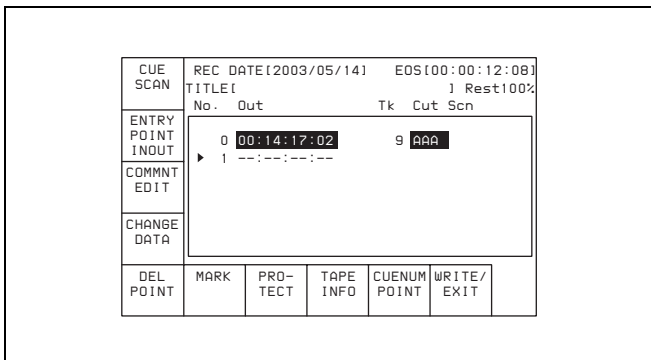 CUE
SCAN
REC DATE[2003/05/14] EOS[00:00:12:08]
TITLE[ ] Rest100%
No. Out Tk Cut Scn
ENTRY
POINT
INOUT
0 00:14:17:02 9 AAA
▶ 1 --:--:--:--
COMMNT
EDIT
CHANGE
DATA
DEL
POINT
MARK
PRO-
TECT
TAPE
INFO
CUENUM
POINT
WRITE/
EXIT